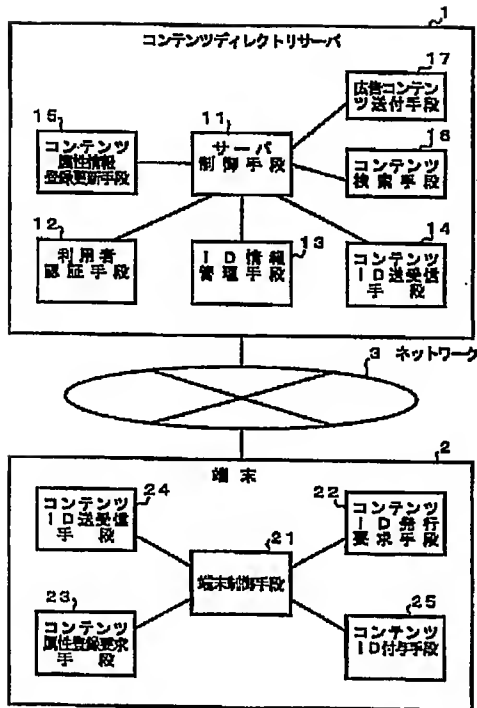 1
コンテンツディレクトリサーバ
17
広告コンテン
ツ送付手段
15
コンテンツ
属性情報
登録更新手段
11
サーバ
制御手段
16
コンテンツ
検索手段
12
利用者
認証手段
13
ID情報
管理手段
14
コンテンツ
ID送受信
手段
3 ネットワーク
2
端末
24
コンテンツ
ID送受信
手段
22
コンテンツ
ID発行
要求手段
21
端末制御手段
23
コンテンツ
属性登録要求
手段
25
コンテンツ
ID付与手段